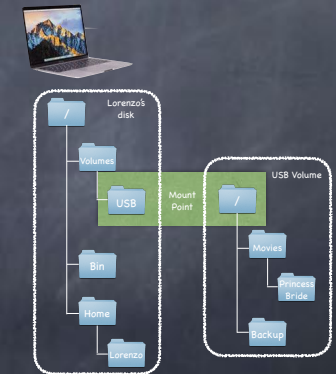 Lorenzo's
disk
/
Volumes
USB
Mount
Point
USB Volume
/
Movies
Princess
Bride
Bin
Home
Backup
Lorenzo